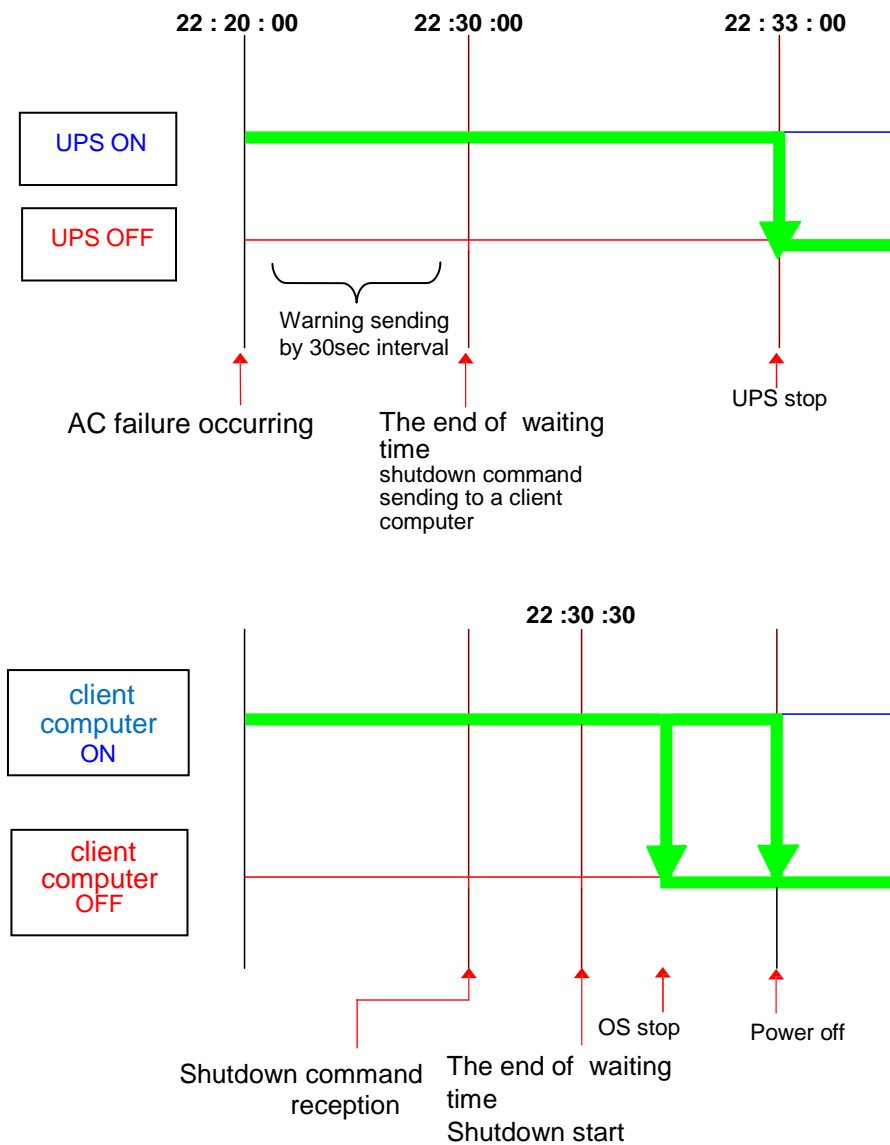 22 : 20 : 00
22 :30 : 00
22 : 33 : 00
UPS ON
UPS OFF
Warning sending
by 30sec interval
UPS stop
AC failure occurring
The end of waiting
time
shutdown command
sending to a client
computer
22 :30 :30
client
computer
ON
client
computer
OFF
OS stop
Power off
Shutdown command
reception
The end of waiting
time
Shutdown start